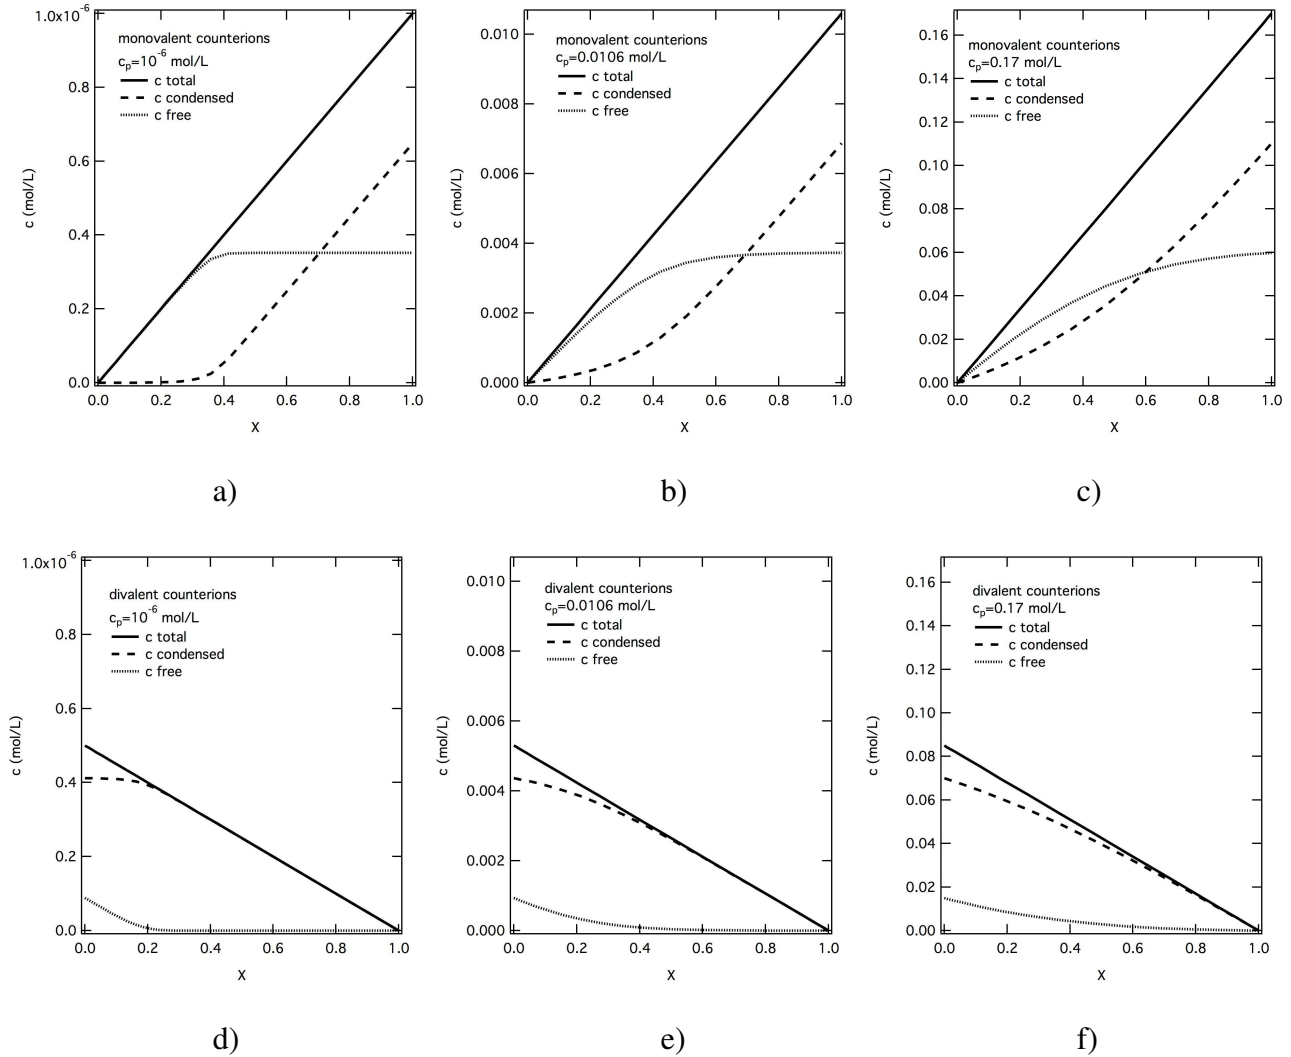 1.0x10-6
0.8
0.6
0.4
0.2
0.0
c (mol/L)
monovalent counterions
cp=10-6 mol/L
c total
c condensed
c free
0.0 0.2 0.4 0.6 0.8 1.0
X
a)
0.010
0.008
0.006
0.004
0.002
0.000
c (mol/L)
monovalent counterions
cp=0.0106 mol/L
c total
c condensed
c free
0.0 0.2 0.4 0.6 0.8 1.0
X
b)
0.16
0.14
0.12
0.10
0.08
0.06
0.04
0.02
0.00
c (mol/L)
monovalent counterions
cp=0.17 mol/L
c total
c condensed
c free
0.0 0.2 0.4 0.6 0.8 1.0
X
c)
1.0x10-6
0.8
0.6
0.4
0.2
0.0
c (mol/L)
divalent counterions
cp=10-6 mol/L
c total
c condensed
c free
0.0 0.2 0.4 0.6 0.8 1.0
X
d)
0.010
0.008
0.006
0.004
0.002
0.000
c (mol/L)
divalent counterions
cp=0.0106 mol/L
c total
c condensed
c free
0.0 0.2 0.4 0.6 0.8 1.0
X
e)
0.16
0.14
0.12
0.10
0.08
0.06
0.04
0.02
0.00
c (mol/L)
divalent counterions
cp=0.17 mol/L
c total
c condensed
c free
0.0 0.2 0.4 0.6 0.8 1.0
X
f)